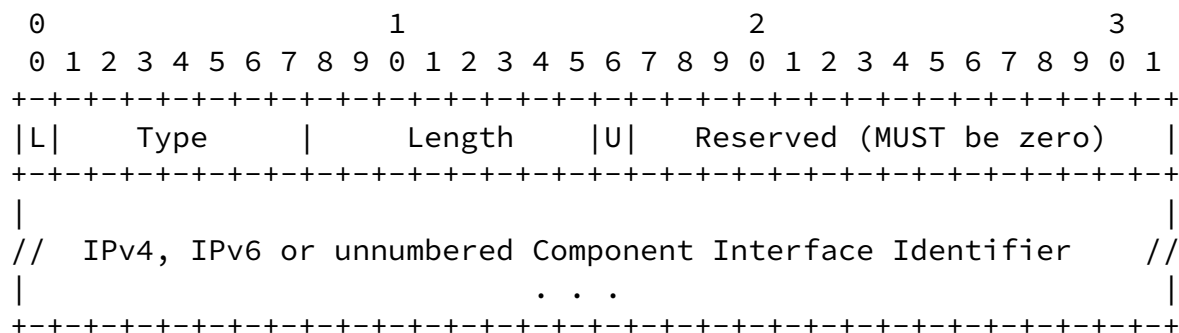 0                   1                   2                   3
 0 1 2 3 4 5 6 7 8 9 0 1 2 3 4 5 6 7 8 9 0 1 2 3 4 5 6 7 8 9 0 1
+-+-+-+-+-+-+-+-+-+-+-+-+-+-+-+-+-+-+-+-+-+-+-+-+-+-+-+-+-+-+-+-+
|L|    Type     |     Length    |U|   Reserved (MUST be zero)   |
+-+-+-+-+-+-+-+-+-+-+-+-+-+-+-+-+-+-+-+-+-+-+-+-+-+-+-+-+-+-+-+-+
|                                                               |
//  IPv4, IPv6 or unnumbered Component Interface Identifier    //
|                            . . .                              |
+-+-+-+-+-+-+-+-+-+-+-+-+-+-+-+-+-+-+-+-+-+-+-+-+-+-+-+-+-+-+-+-+